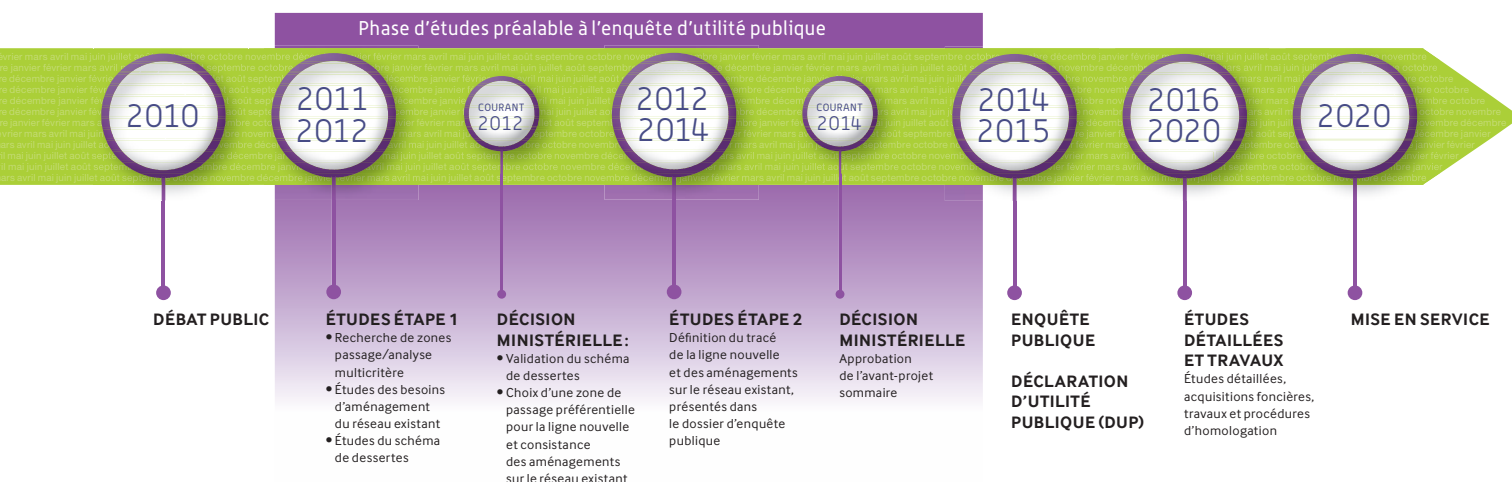 Phase d'études préalable à l'enquête d'utilité publique
2010
2011
2012
COURANT
2012
2012
2014
COURANT
2014
2014
2015
2016
2020
2020
DÉBAT PUBLIC
ÉTUDES ÉTAPE 1
• Recherche de zones
passage/analyse
multicritère
• Études des besoins
d'aménagement
du réseau existant
• Études du schéma
de dessertes
DÉCISION
MINISTÉRIELLE:
• Validation du schéma
de dessertes
• Choix d'une zone de
passage préférentielle
pour la ligne nouvelle
et consistance
des aménagements
sur le réseau existant
ÉTUDES ÉTAPE 2
Définition du tracé
de la ligne nouvelle
et des aménagements
sur le réseau existant,
présentés dans
le dossier d'enquête
publique
DÉCISION
MINISTÉRIELLE
Approbation
de l'avant-projet
sommaire
ENQUÊTE
PUBLIQUE
DÉCLARATION
D'UTILITÉ
PUBLIQUE (DUP)
ÉTUDES
DÉTAILLÉES
ET TRAVAUX
Études détaillées,
acquisitions foncières,
travaux et procédures
d'homologation
MISE EN SERVICE